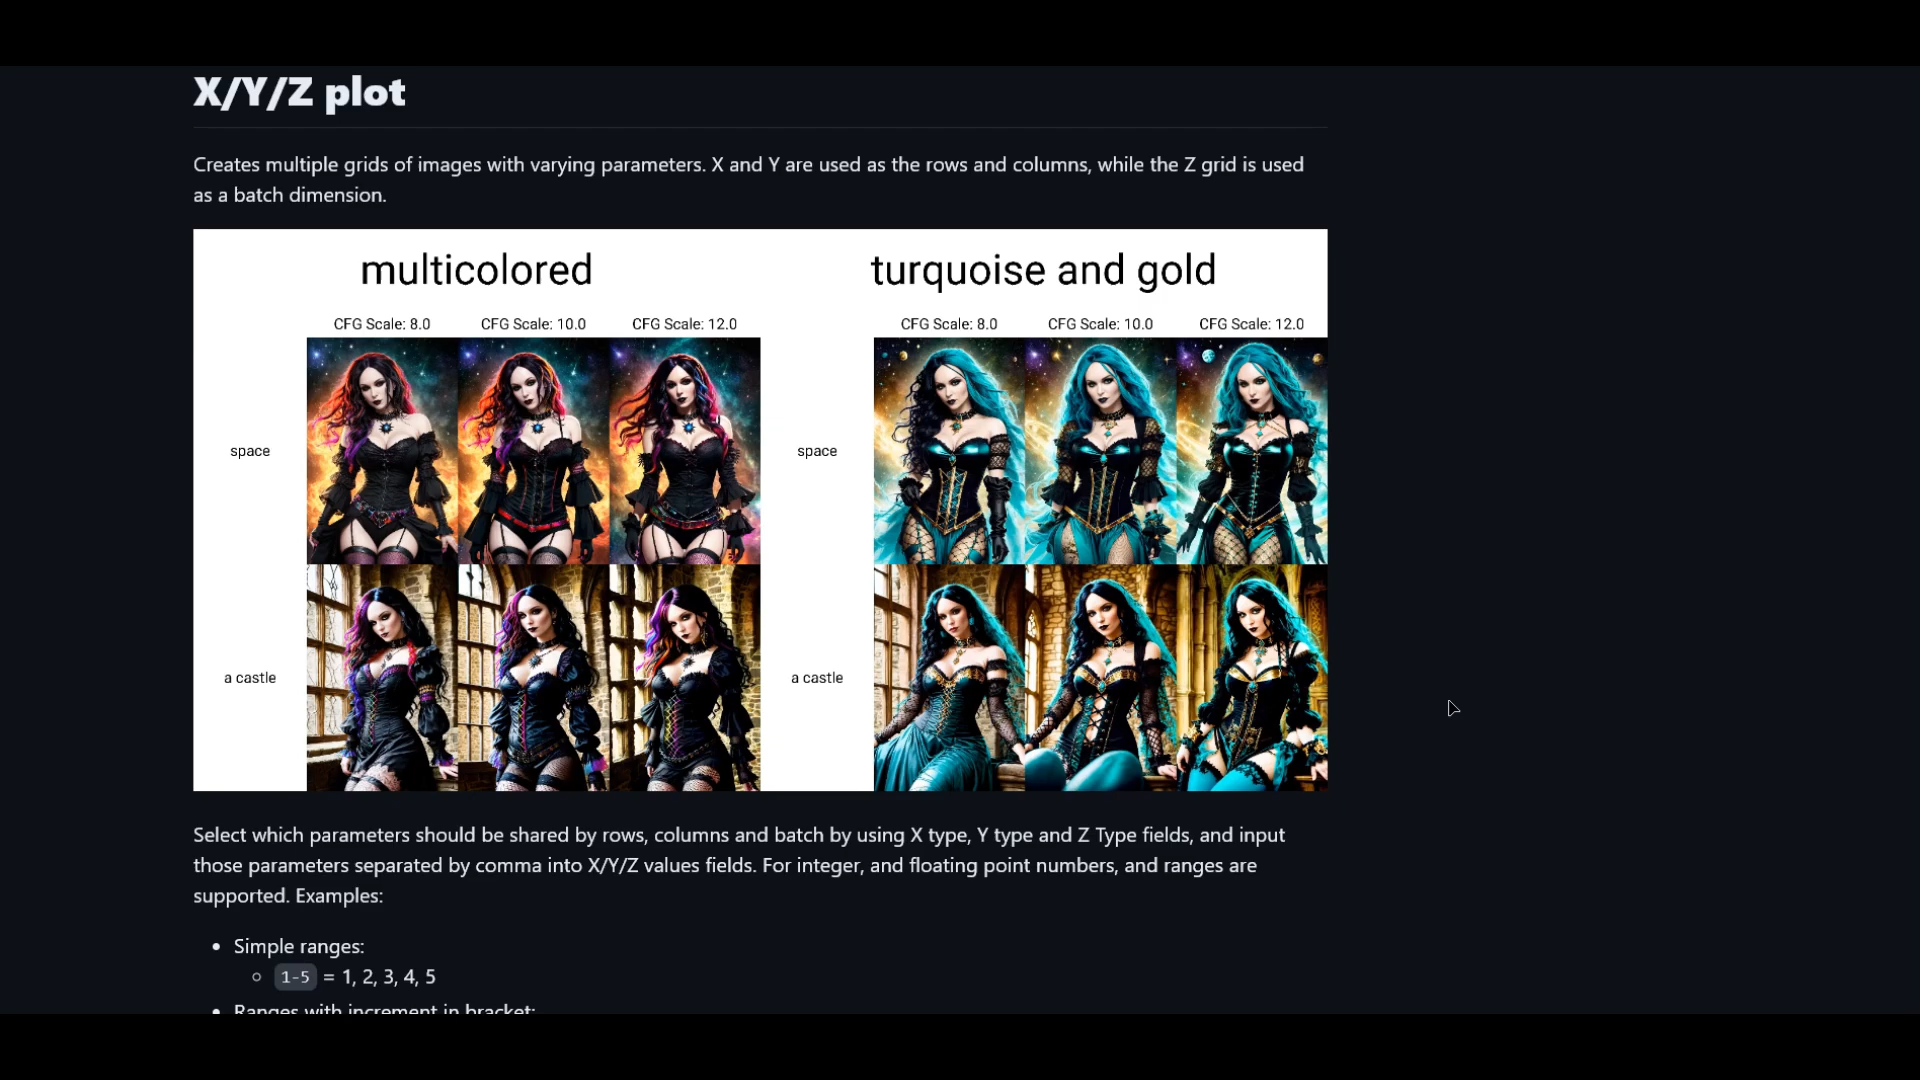 X/Y/Z plot
Creates multiple grids of images with varying parameters. X and Y are used as the rows and columns, while the Z grid is used
as a batch dimension.
multicolored
turquoise and gold
CFG Scale: 8.0
CFG Scale: 10.0
CFG Scale: 12.0
CFG Scale: 8.0
CFG Scale: 10.0
CFG Scale: 12.0
space
space
a castle
a castle
Select which parameters should be shared by rows, columns and batch by using X type, Y type and Z Type fields, and input
those parameters separated by comma into X/Y/Z values fields. For integer, and floating point numbers, and ranges are
supported. Examples:
• Simple ranges:
○ 1-5 = 1, 2, 3, 4, 5
• Ranges with increment in bracket: